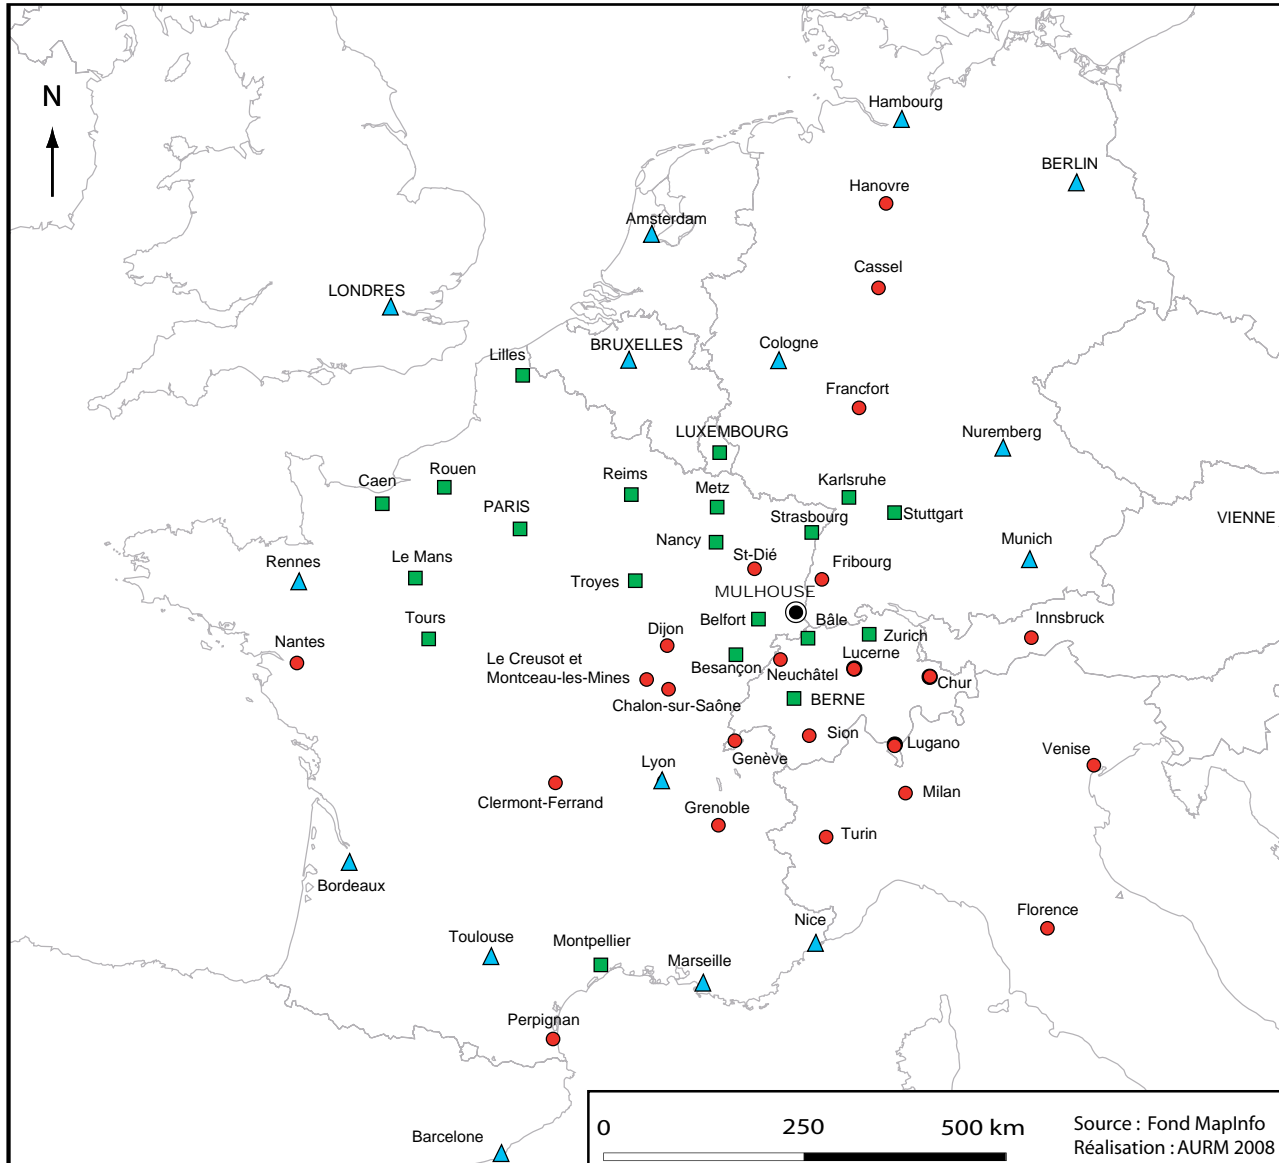 N
Hambourg
BERLIN
Hanovre
Amsterdam
Cassel
LONDRES
BRUXELLES
Cologne
Lilles
Francfort
LUXEMBOURG
Nuremberg
Rouen
Reims
Caen
Metz
Karlsruhe
PARIS
Strasbourg
Stuttgart
VIENNE
Nancy
Munich
St-Dié
Rennes
Le Mans
Fribourg
Troyes
MULHOUSE
Tours
Belfort
Bâle
Innsbruck
Dijon
Zurich
Nantes
Lucerne
Le Creusot et
Montceau-les-Mines
Besançon
Neuchâtel
Chur
BERNE
Chalon-sur-Saône
Sion
Lugano
Venise
Genève
Lyon
Milan
Clermont-Ferrand
Grenoble
Turin
Bordeaux
Florence
Nice
Toulouse
Montpellier
Marseille
Perpignan
Barcelone
0 250 500 km
Source : Fond MapInfo
Réalisation : AURM 2008